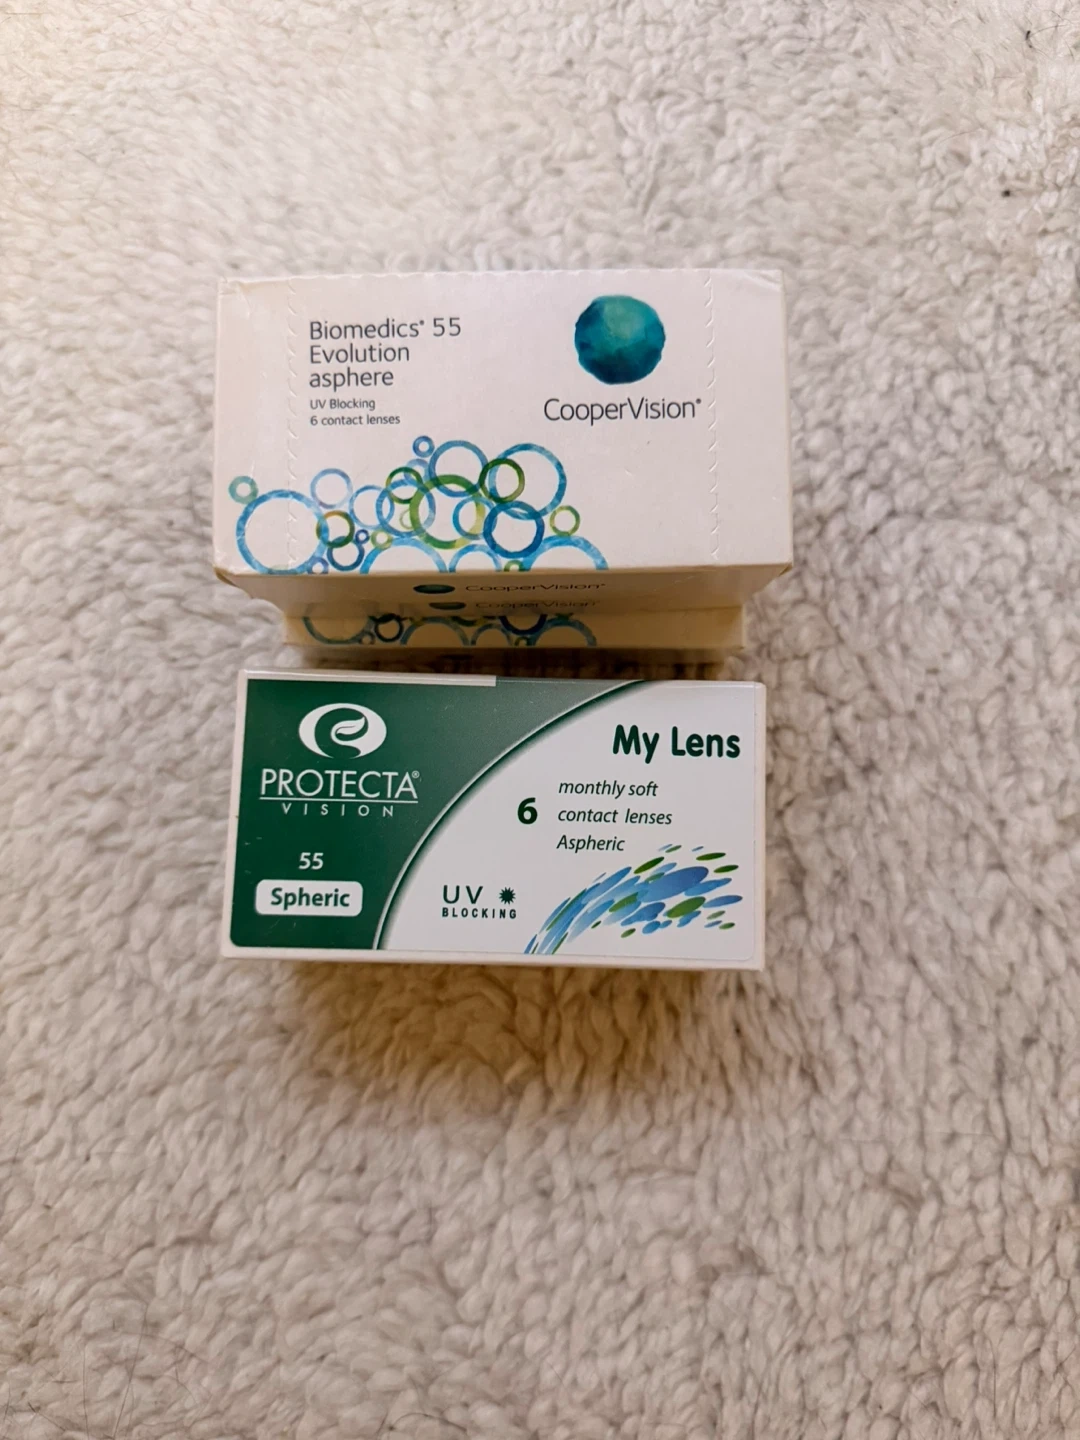 Biomedics® 55
Evolution
asphere
UV Blocking
6 contact lenses
CooperVision®
CooperVision®
CooperVision®
PROTECTA®
VISION
55
Spheric
My Lens
6
monthly soft
contact lenses
Aspheric
UV
BLOCKING